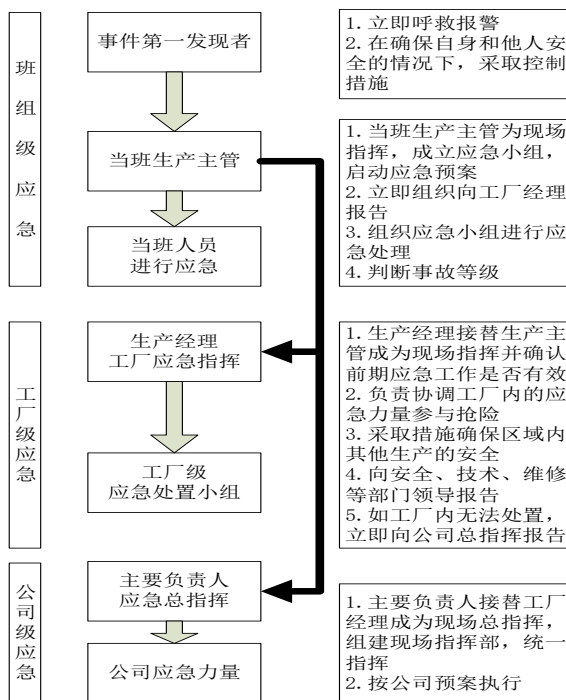 班
组
级
应
急
事件第一发现者
当班生产主管
当班人员
进行应急
1. 立即呼救报警
2. 在确保自身和他人安
全的情况下，采取控制
措施
1. 当班生产主管为现场
指挥，成立应急小组，
启动应急预案
2. 立即组织向工厂经理
报告
3. 组织应急小组进行应
急处理
4. 判断事故等级
工
厂
级
应
急
生产经理
工厂应急指挥
工厂级
应急处置小组
1. 生产经理接替生产主
管成为现场指挥并确认
前期应急工作是否有效
2. 负责协调工厂内的应
急力量参与抢险
3. 采取措施确保区域内
其他生产的安全
4. 向安全、技术、维修
等部门领导报告
5. 如工厂内无法处置，
立即向公司总指挥报告
公
司
级
应
急
主要负责人
应急总指挥
公司应急力量
1. 主要负责人接替工厂
经理成为现场总指挥，
组建现场指挥部，统一
指挥
2. 按公司预案执行